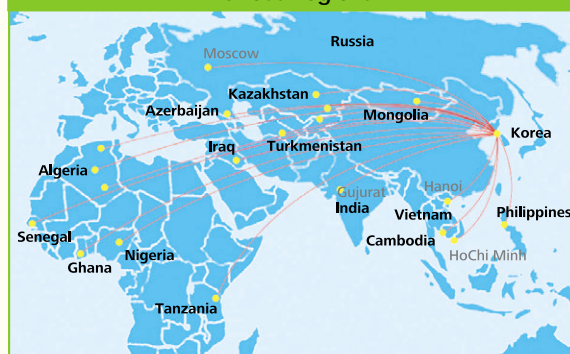 Russia
Moscow
Kazakhstan
Azerbaijan
Mongolia
Korea
Iraq
Turkmenistan
Algeria
Gujurat
India
Hanoi
Vietnam
Philippines
Senegal
Cambodia
Ghana
Nigeria
HoChi Minh
Tanzania